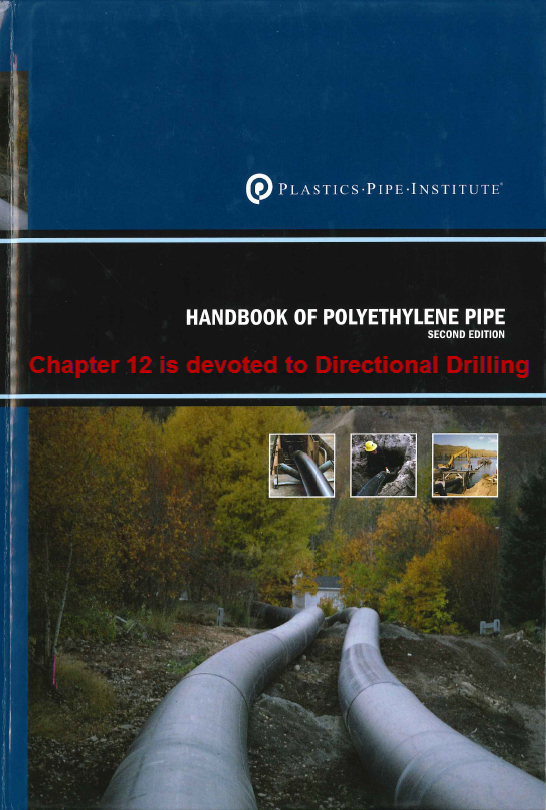 PLASTICS·PIPE·INSTITUTE®
HANDBOOK OF POLYETHYLENE PIPE
SECOND EDITION
Chapter 12 is devoted to Directional Drilling